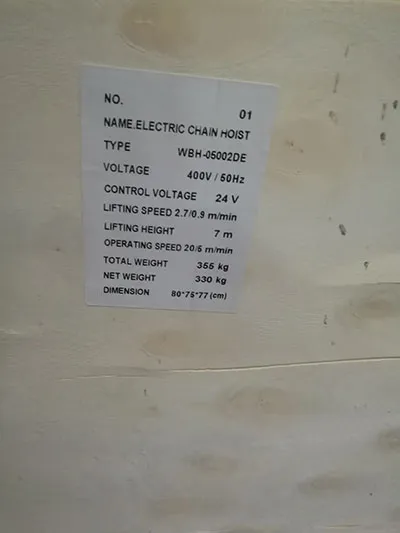 NO. 01
NAME.ELECTRIC CHAIN HOIST
TYPE WBH-05002DE
VOLTAGE 400V / 50Hz
CONTROL VOLTAGE 24 V
LIFTING SPEED 2.7/0.9 m/min
LIFTING HEIGHT 7 m
OPERATING SPEED 20/5 m/min
TOTAL WEIGHT 355 kg
NET WEIGHT 330 kg
DIMENSION 80*75*77 (cm)